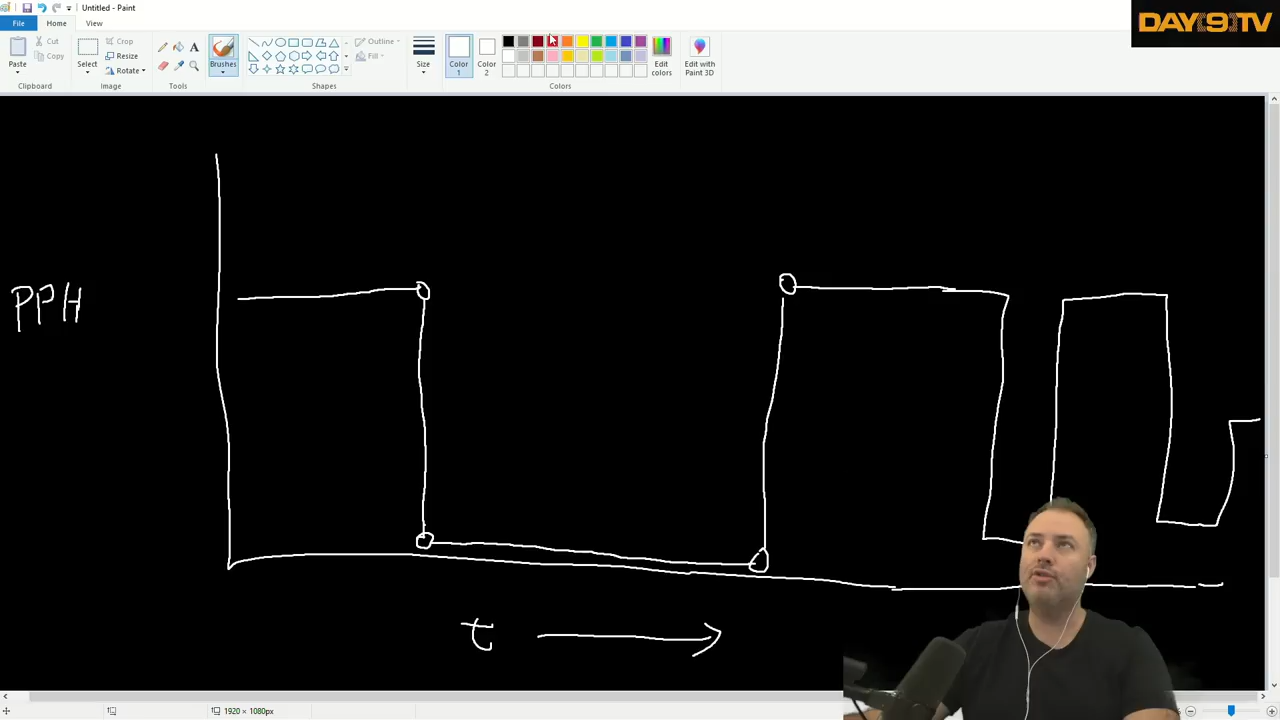 Untitled - Paint
DAY9TV
File
Home
View
Paste
Cut
Copy
Clipboard
Select
Crop
Resize
Rotate
Image
Tools
A
Brushes
Shapes
Outline
Fill
Size
Color
1
Color
2
Colors
Edit
colors
Edit with
Paint 3D
PPH
t
1920 × 1080px